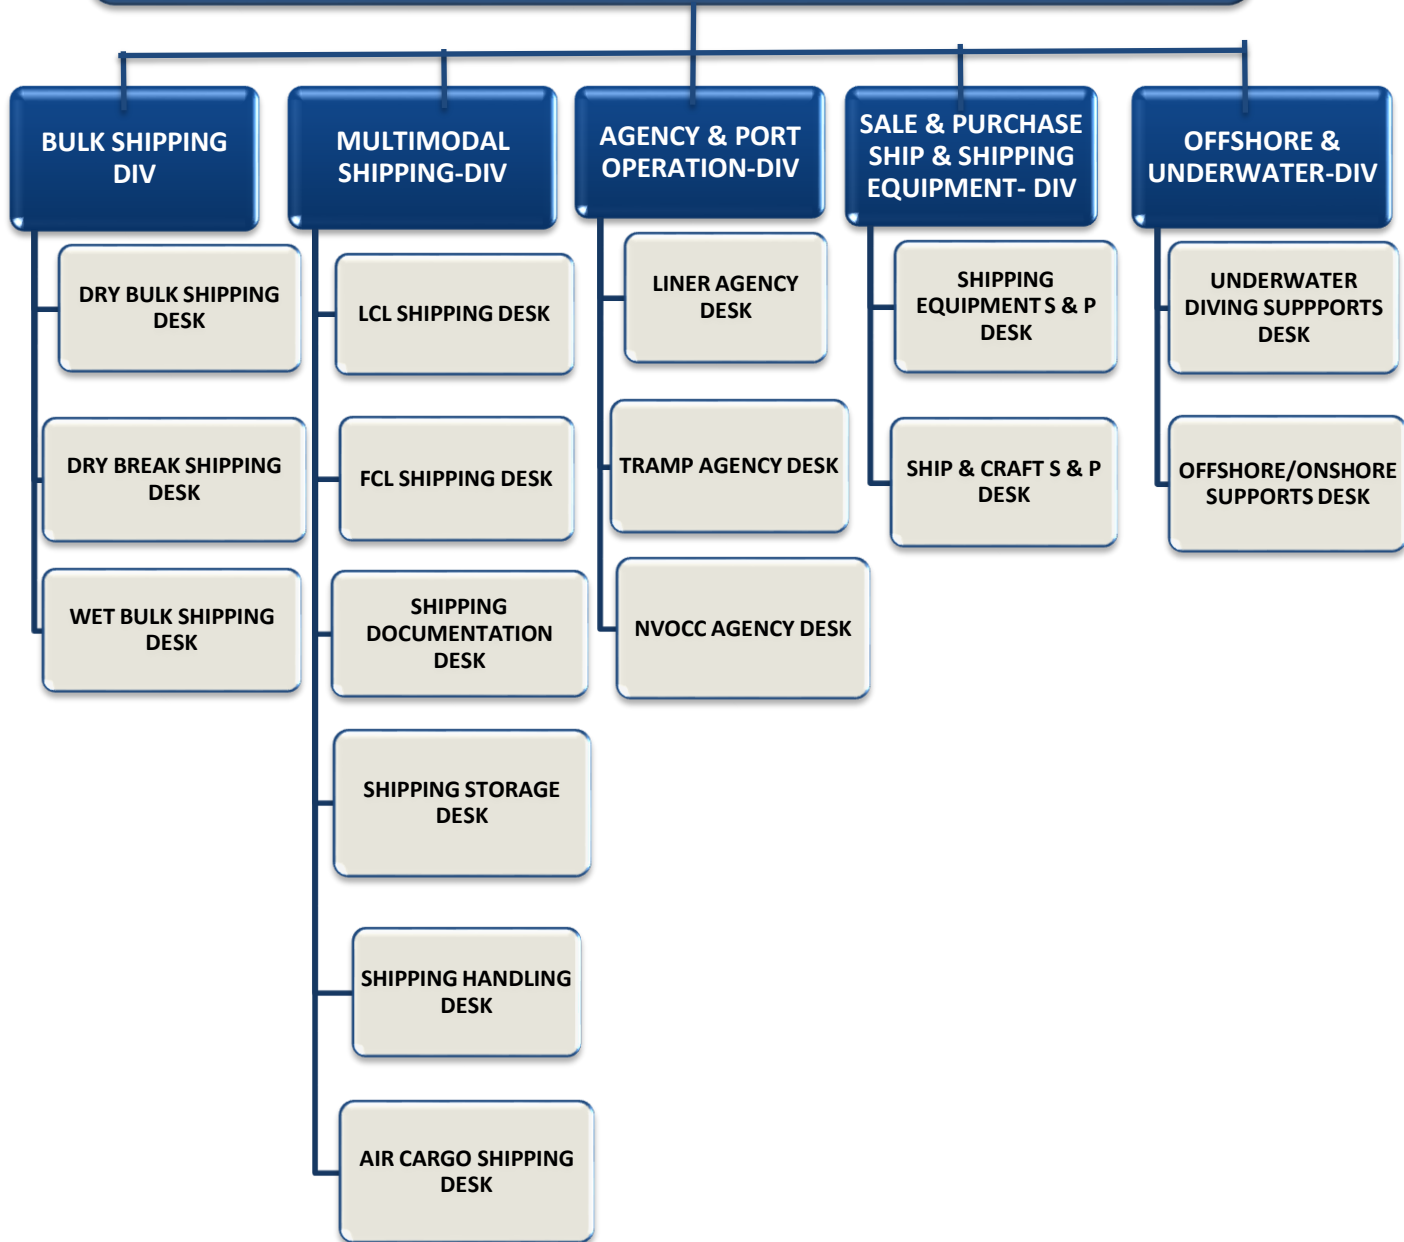 BULK SHIPPING
DIV
DRY BULK SHIPPING
DESK
DRY BREAK SHIPPING
DESK
WET BULK SHIPPING
DESK
MULTIMODAL
SHIPPING-DIV
LCL SHIPPING DESK
FCL SHIPPING DESK
SHIPPING
DOCUMENTATION
DESK
SHIPPING STORAGE
DESK
SHIPPING HANDLING
DESK
AIR CARGO SHIPPING
DESK
AGENCY & PORT
OPERATION-DIV
LINER AGENCY
DESK
TRAMP AGENCY DESK
NVOCC AGENCY DESK
SALE & PURCHASE
SHIP & SHIPPING
EQUIPMENT- DIV
SHIPPING
EQUIPMENT S & P
DESK
SHIP & CRAFT S & P
DESK
OFFSHORE &
UNDERWATER-DIV
UNDERWATER
DIVING SUPPPORTS
DESK
OFFSHORE/ONSHORE
SUPPORTS DESK